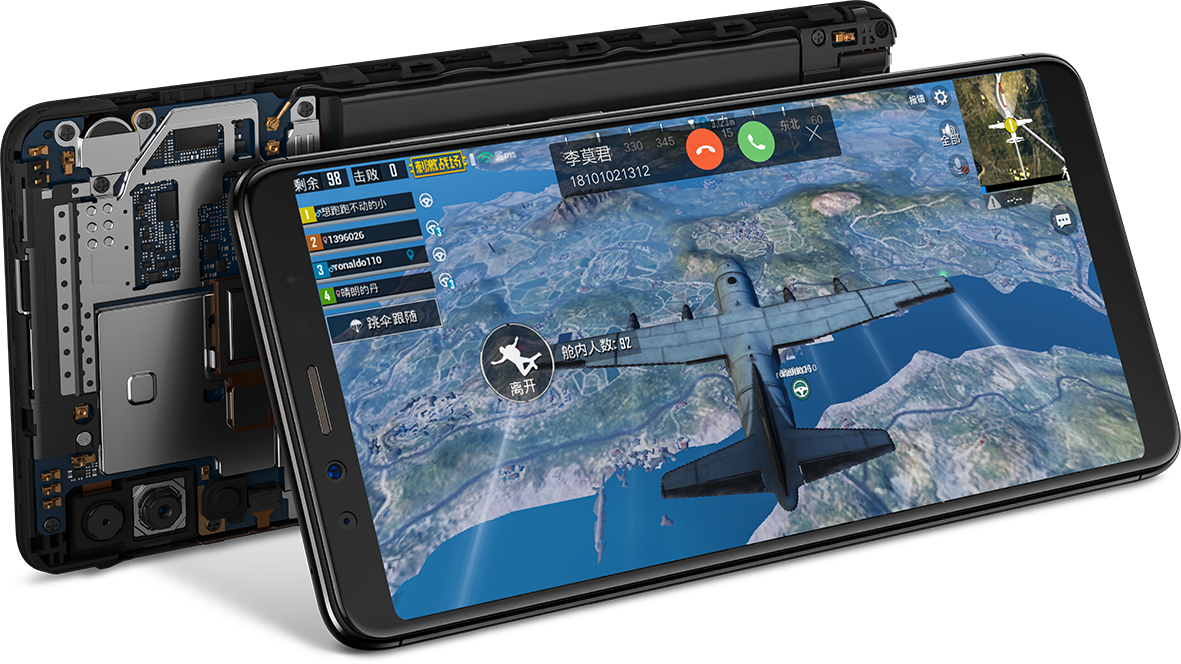 剩余 98 击败 0
刺激战场
1 想跑跑不动的小
2 1396026
3 ronaldo110
4 晴朗的丹
跳伞跟随
李莫君
18101021312
330 345 15 东北 60
报错
全部
离开
舱内人数: 92
3
3